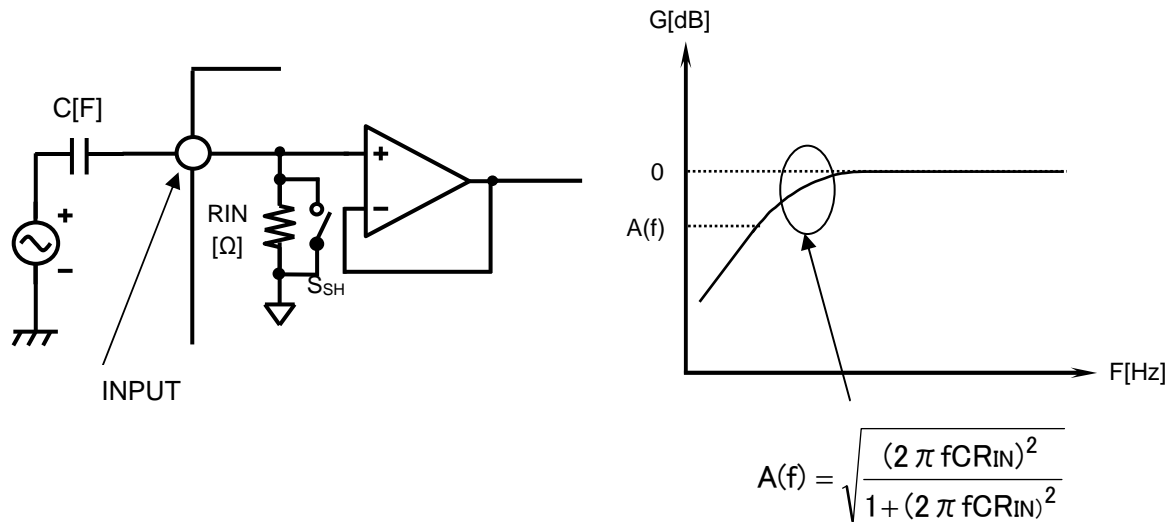 C[F]
+
−
INPUT
RIN
[Ω]
SSH
+
−
G[dB]
0
A(f)
F[Hz]
A(f) = √((2πfCRIN)² / (1+(2πfCRIN)²))